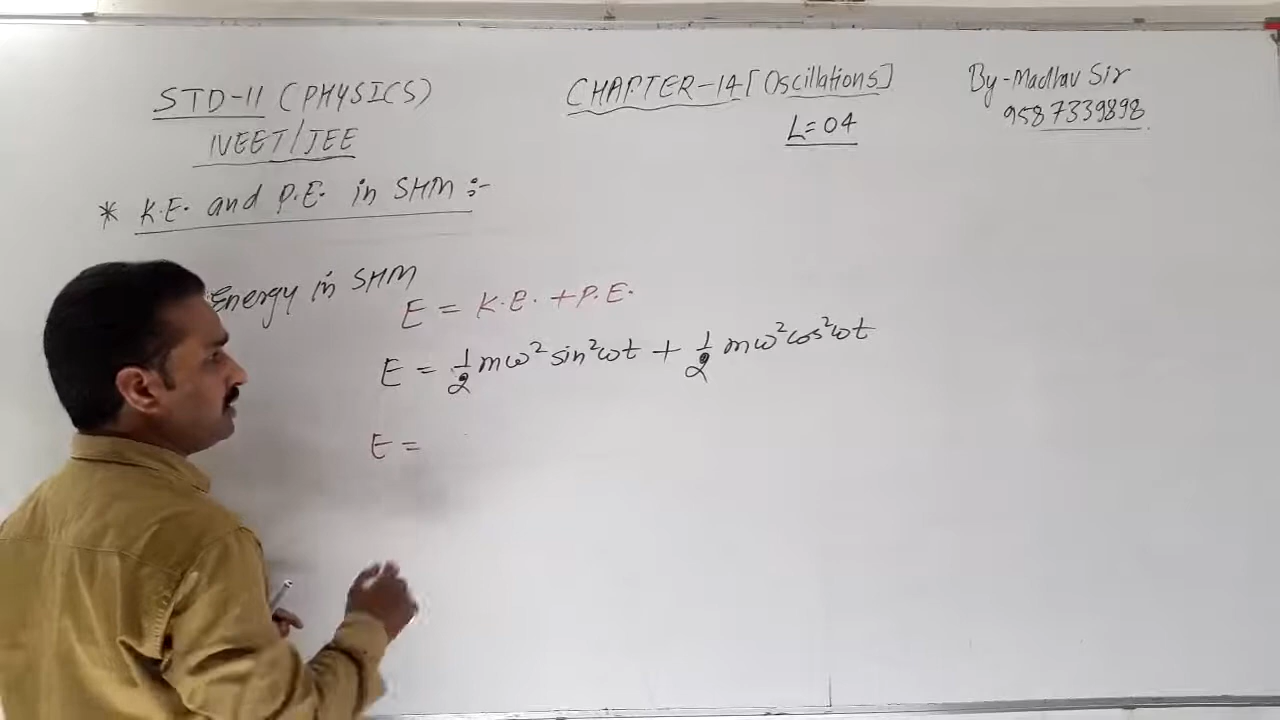 STD-11 (PHYSICS)
NEET/JEE
CHAPTER-14 [Oscillations]
L=04
By-Madhav Sir
9587339898
* K.E. and P.E. in SHM :-
Energy in SHM
E = K.E. + P.E.
E = 1/2 mω² sin²ωt + 1/2 mω² cos²ωt
E =